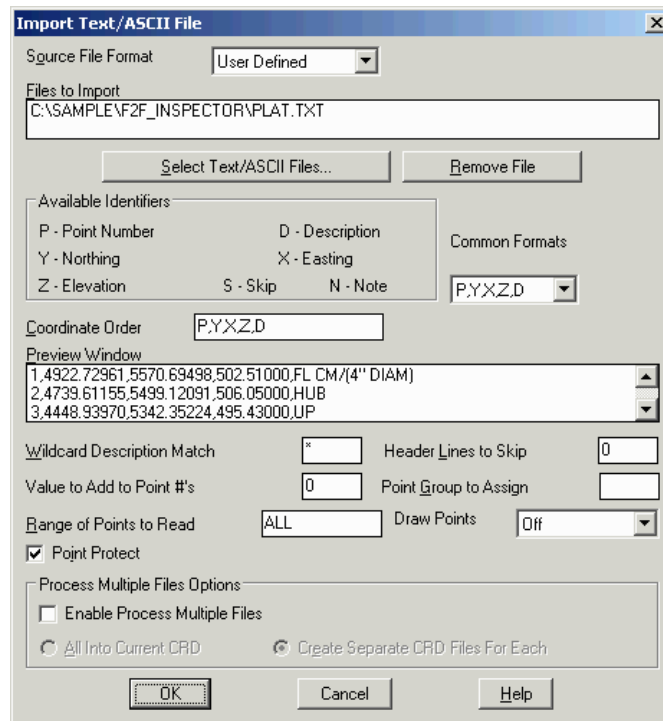 Import Text/ASCII File
Source File Format User Defined
Files to Import
C:\SAMPLE\F2F_INSPECTOR\PLAT.TXT
Select Text/ASCII Files... Remove File
Available Identifiers
P - Point Number D - Description
Y - Northing X - Easting
Z - Elevation S - Skip N - Note
Common Formats
P,Y,X,Z,D
Coordinate Order P,Y,X,Z,D
Preview Window
1,4922.72961,5570.69498,502.51000,FL CM/(4" DIAM)
2,4739.61155,5499.12091,506.05000,HUB
3,4448.93970,5342.35224,495.43000,UP
Wildcard Description Match * Header Lines to Skip 0
Value to Add to Point #'s 0 Point Group to Assign
Range of Points to Read ALL Draw Points Off
Point Protect
Process Multiple Files Options
Enable Process Multiple Files
All Into Current CRD Create Separate CRD Files For Each
OK Cancel Help